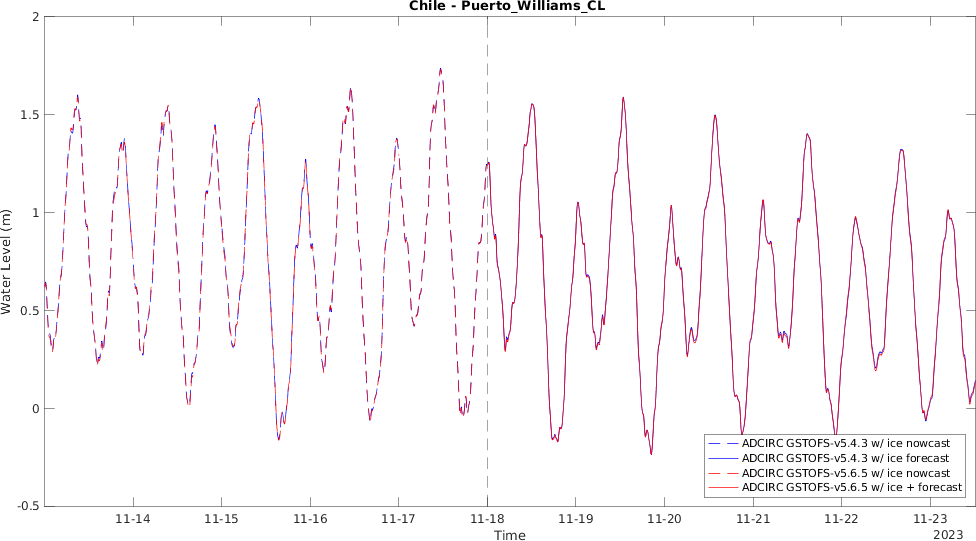 Chile - Puerto_Williams_CL
Water Level (m)
2
1.5
1
0.5
0
-0.5
ADCIRC GSTOFS-v5.4.3 w/ ice nowcast
ADCIRC GSTOFS-v5.4.3 w/ ice forecast
ADCIRC GSTOFS-v5.6.5 w/ ice nowcast
ADCIRC GSTOFS-v5.6.5 w/ ice + forecast
11-14 11-15 11-16 11-17 11-18 11-19 11-20 11-21 11-22 11-23
Time
2023